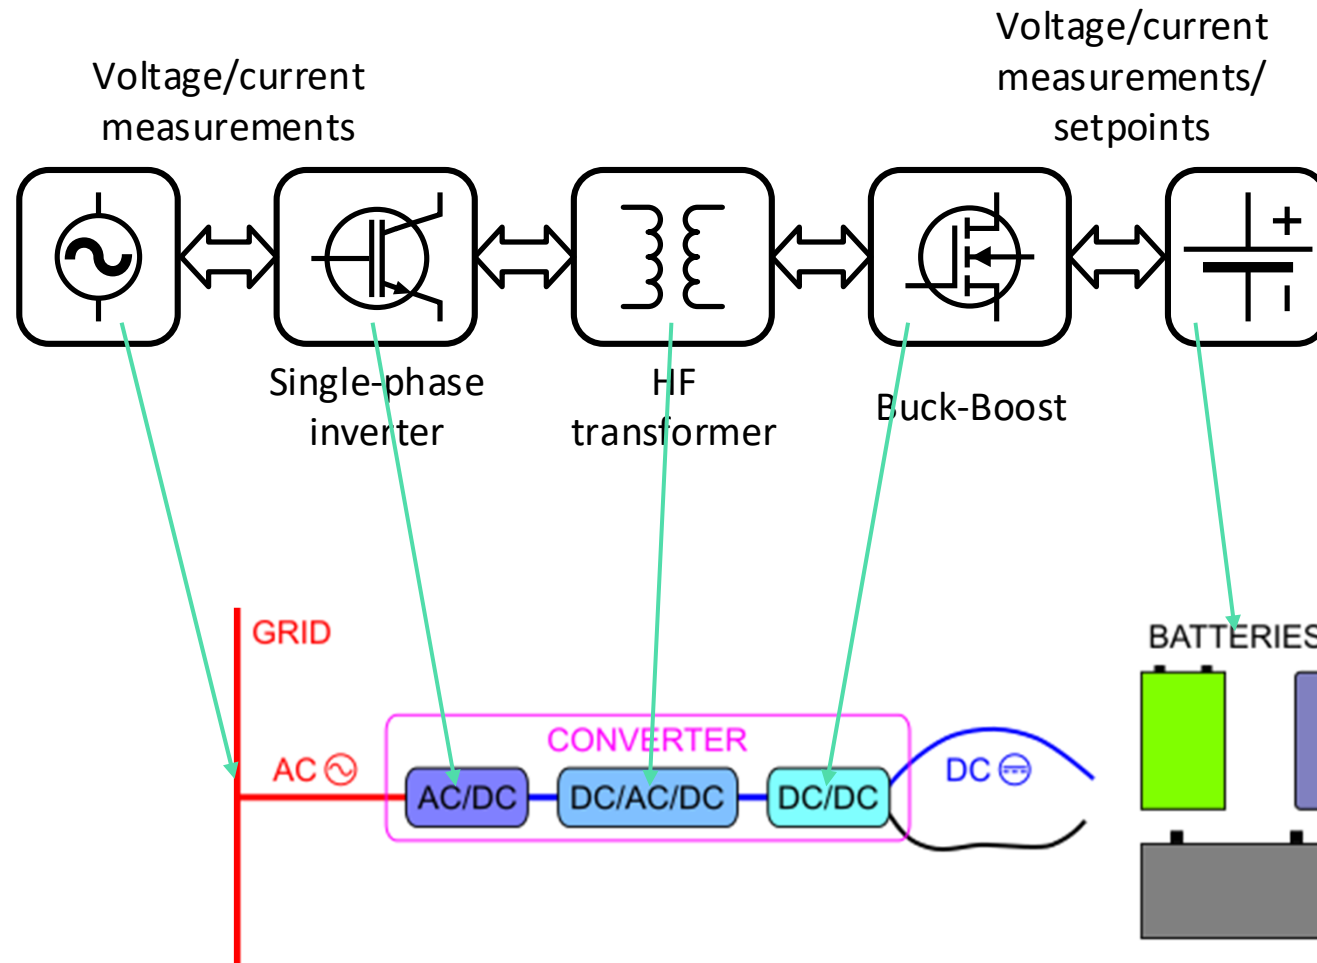 Voltage/current
measurements
Voltage/current
measurements/
setpoints
Single-phase
inverter
HF
transformer
Buck-Boost
GRID
BATTERIES
CONVERTER
AC
AC/DC
DC/AC/DC
DC/DC
DC